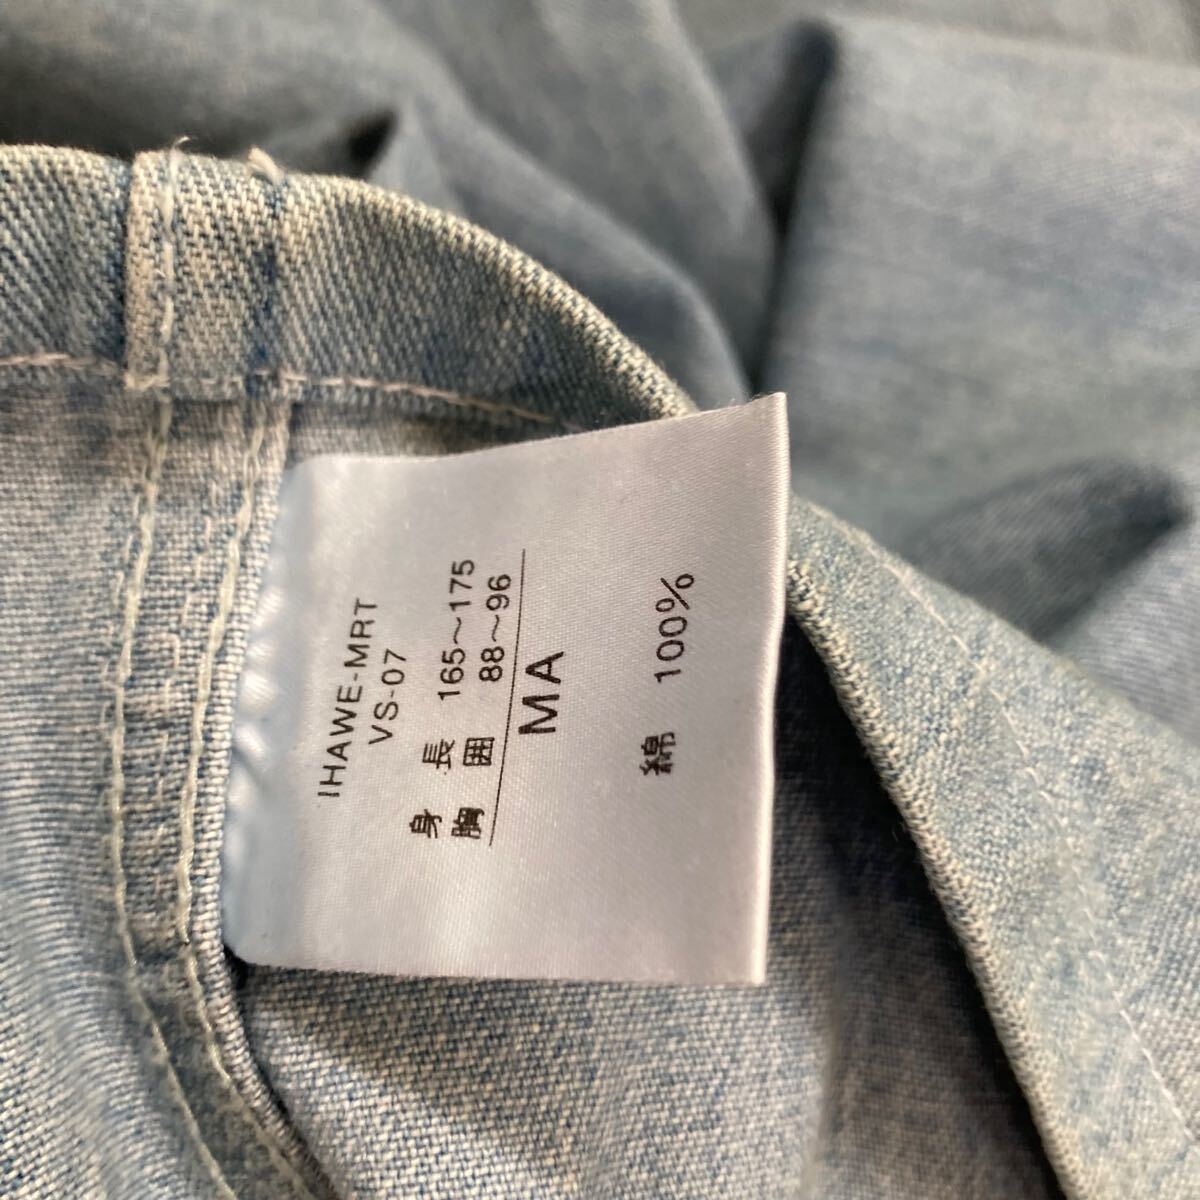 IHAWE-MRT
VS-07
身 長 165～175
胸 囲 88～96
MA
綿 100%